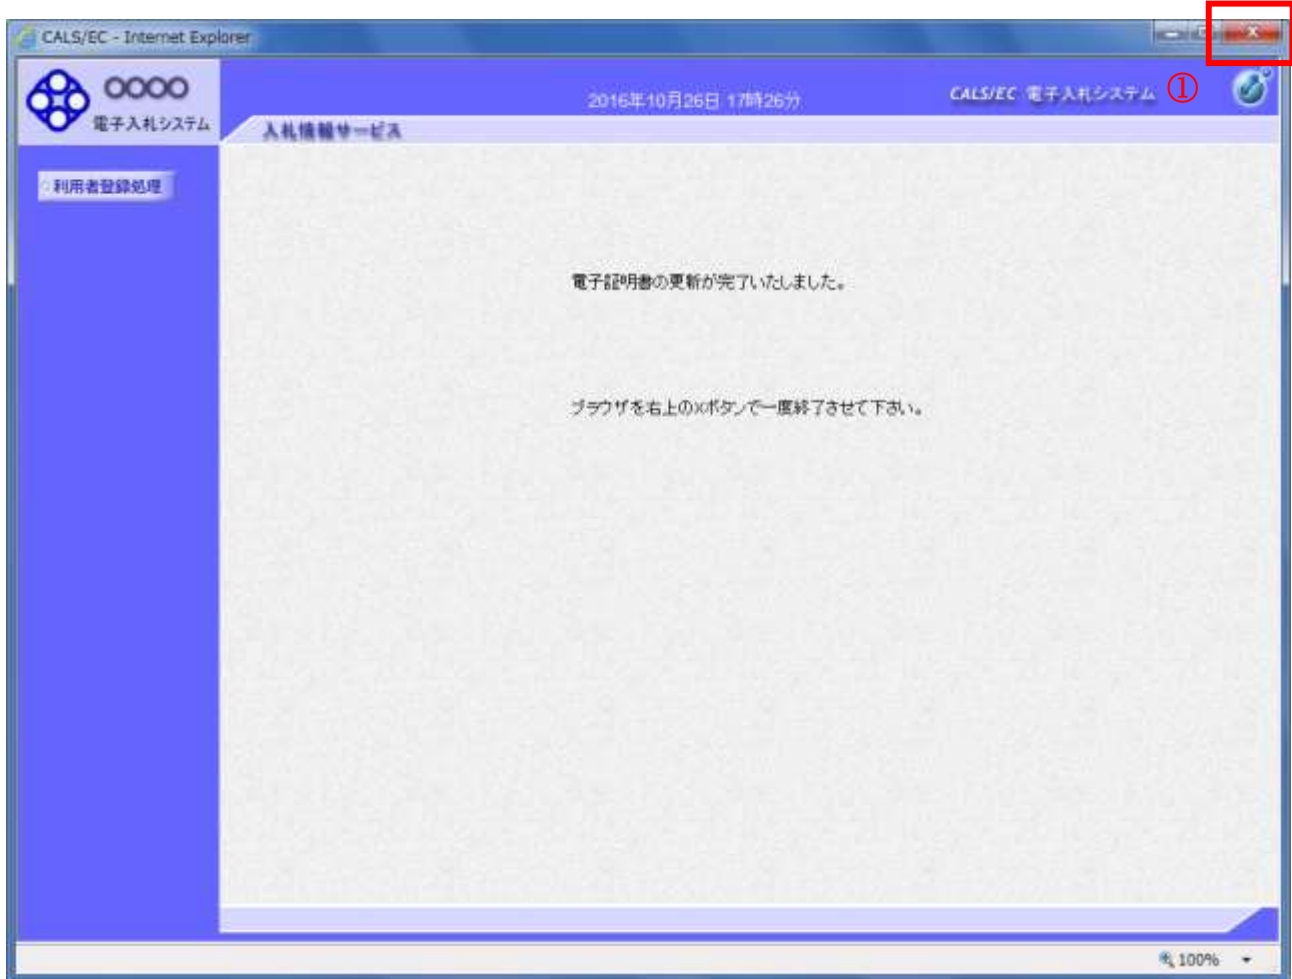 CALS/EC - Internet Explorer
○○○○
電子入札システム
2016年10月26日 17時26分
CALS/EC 電子入札システム
①
入札情報サービス
利用者登録処理
電子証明書の更新が完了いたしました。
ブラウザを右上の×ボタンで一度終了させて下さい。
100%